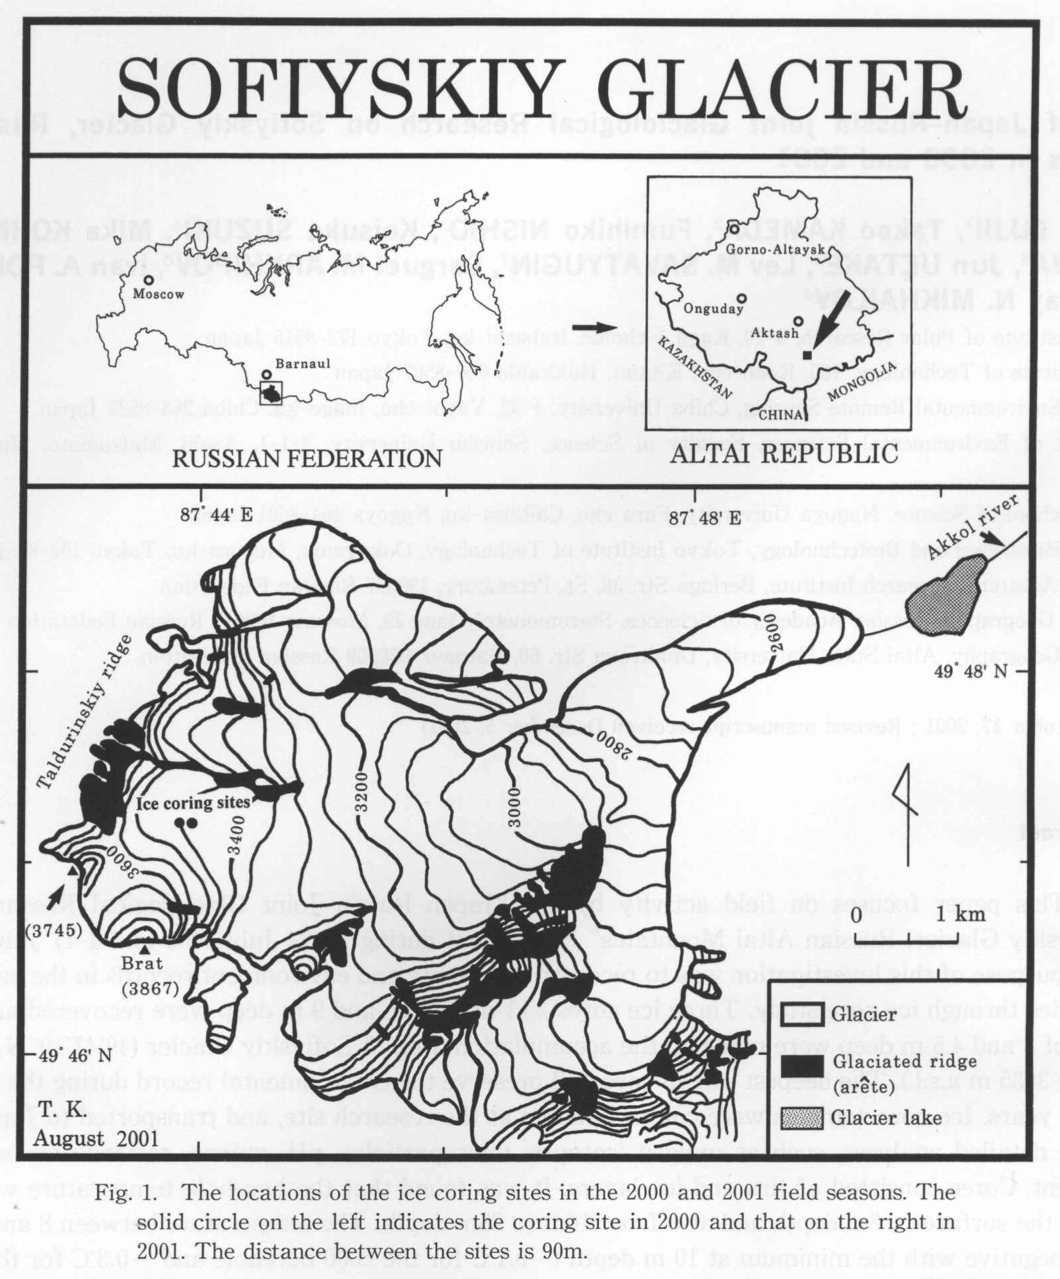 SOFIYSKIY GLACIER
Moscow
Barnaul
RUSSIAN FEDERATION
Gorno-Altaysk
Onguday
Aktash
KAZAKHSTAN
CHINA
MONGOLIA
ALTAI REPUBLIC
87°44' E
87°48' E
Akkol river
49°48' N
Taldurinskiy ridge
2600
2800
3000
3200
3400
3600
Ice coring sites
(3745)
Brat
(3867)
0 1 km
Glacier
Glaciated ridge
(arête)
Glacier lake
49°46' N
T. K.
August 2001
Fig. 1. The locations of the ice coring sites in the 2000 and 2001 field seasons. The
solid circle on the left indicates the coring site in 2000 and that on the right in
2001. The distance between the sites is 90m.